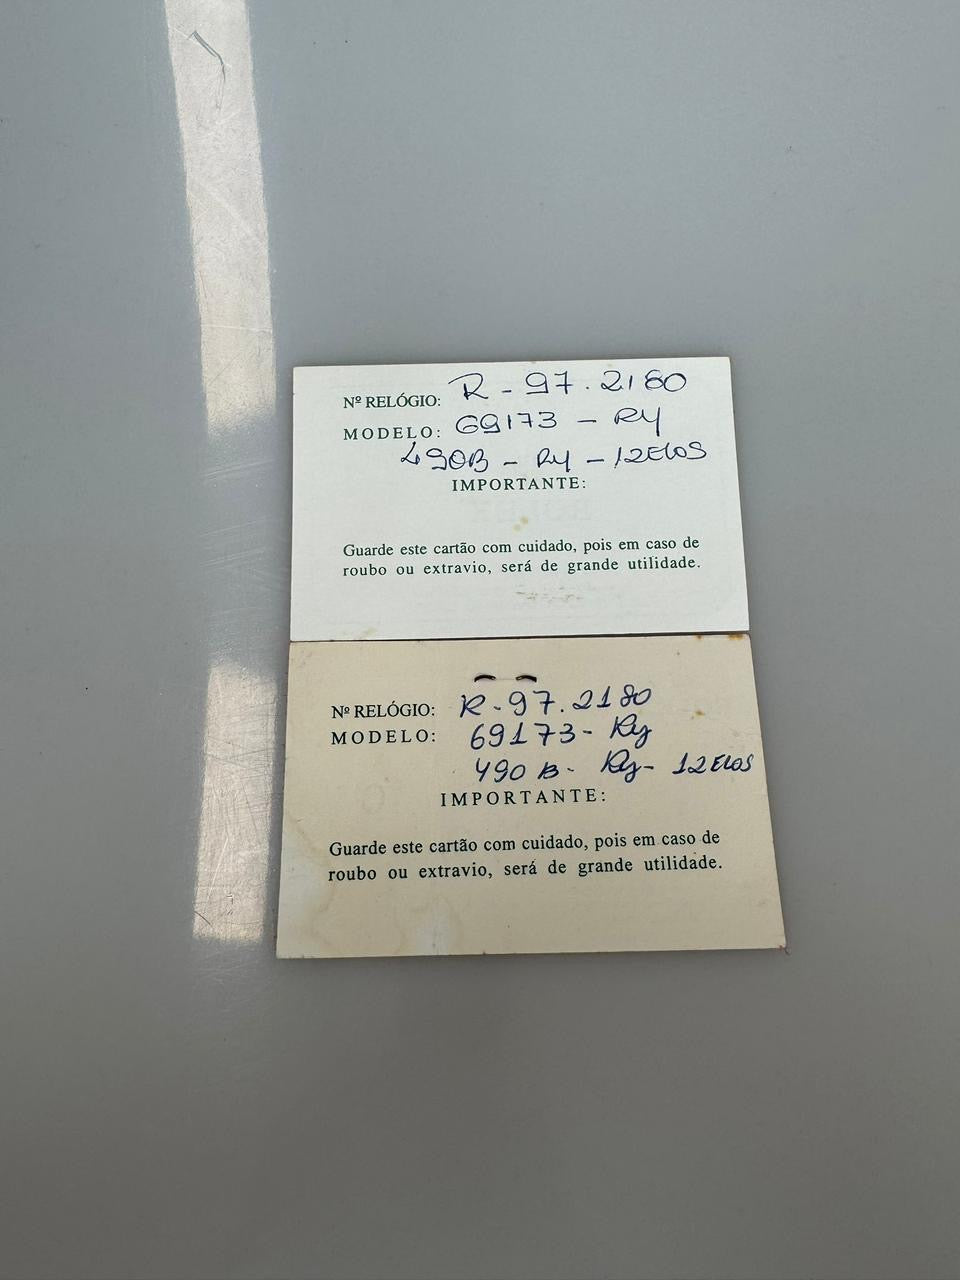 Nº RELÓGIO: R - 97.2180
MODELO: 69173 - RY
490B - RY - 12ELOS
IMPORTANTE:
Guarde este cartão com cuidado, pois em caso de
roubo ou extravio, será de grande utilidade.
Nº RELÓGIO: R-97.2180
MODELO: 69173- Ry
490 B- Ry- 12ELOS
IMPORTANTE:
Guarde este cartão com cuidado, pois em caso de
roubo ou extravio, será de grande utilidade.